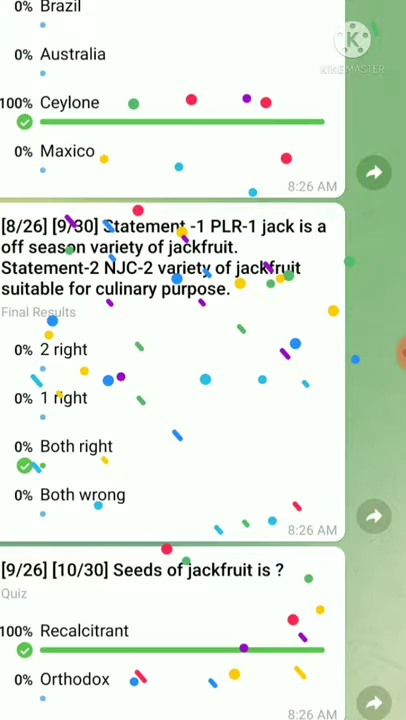 0% Brazil
0% Australia
100% Ceylone
0% Maxico
8:26 AM
[8/26] [9/30] Statement -1 PLR-1 jack is a
off season variety of jackfruit.
Statement-2 NJC-2 variety of jackfruit
suitable for culinary purpose.
Final Results
0% 2 right
0% 1 right
0% Both right
0% Both wrong
8:26 AM
[9/26] [10/30] Seeds of jackfruit is ?
Quiz
100% Recalcitrant
0% Orthodox
8:26 AM
K
KINEMASTER